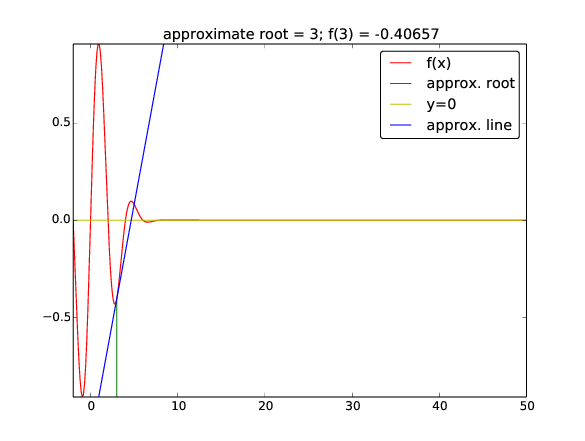 approximate root = 3; f(3) = -0.40657
f(x)
approx. root
y=0
approx. line
0.5
0.0
−0.5
0 10 20 30 40 50